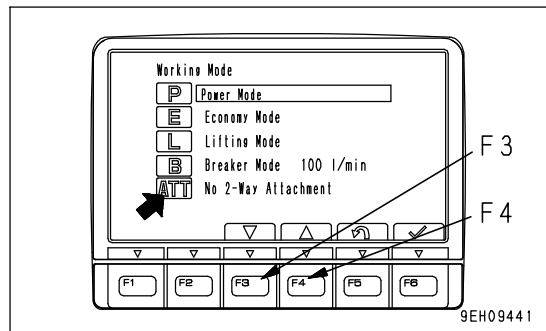 Working Mode
P Power Mode
E Economy Mode
L Lifting Mode
B Breaker Mode 100 l/min
ATT No 2-Way Attachment
F3
F4
F1 F2 F3 F4 F5 F6
9EH09441